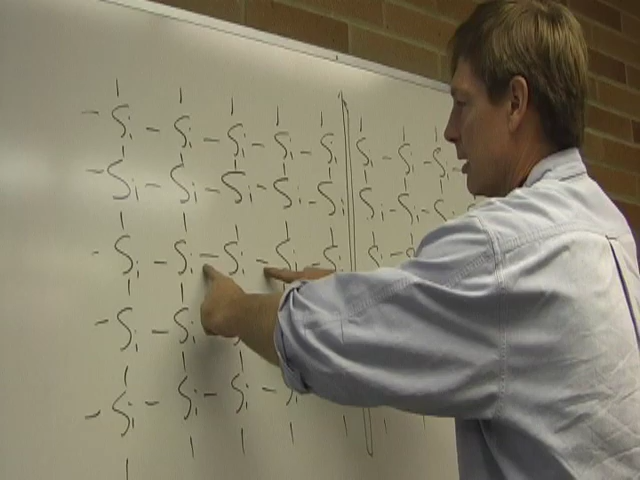 - Si - Si - Si - Si - Si Si - Si - Si
- Si - Si - Si - Si - Si Si - Si - Si
- Si - Si - Si - Si - Si Si - Si
- Si - Si
- Si - Si - Si - Si